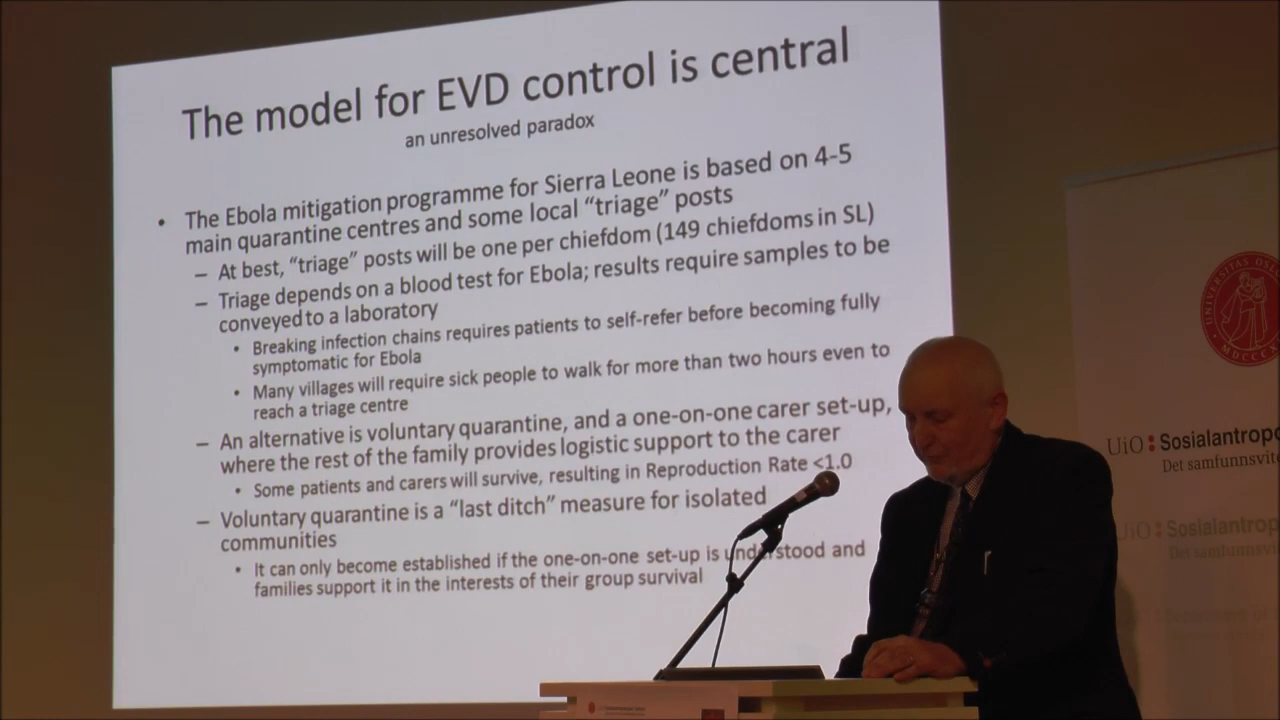 The model for EVD control is central
an unresolved paradox
• The Ebola mitigation programme for Sierra Leone is based on 4-5
main quarantine centres and some local “triage” posts
– At best, “triage” posts will be one per chiefdom (149 chiefdoms in SL)
– Triage depends on a blood test for Ebola; results require samples to be
conveyed to a laboratory
• Breaking infection chains requires patients to self-refer before becoming fully
symptomatic for Ebola
• Many villages will require sick people to walk for more than two hours even to
reach a triage centre
– An alternative is voluntary quarantine, and a one-on-one carer set-up,
where the rest of the family provides logistic support to the carer
• Some patients and carers will survive, resulting in Reproduction Rate <1.0
– Voluntary quarantine is a “last ditch” measure for isolated
communities
• It can only become established if the one-on-one set-up is understood and
families support it in the interests of their group survival
UNIVERSITAS OSLO
MDCCCX
UiO: Sosialantropo
Det samfunnsvite
UiO: Sosialantrop
Det samfunnsvit